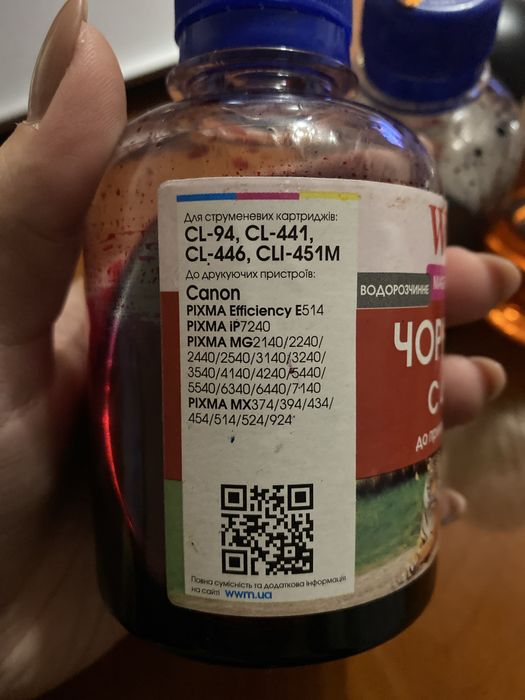 Для струменевих картриджів:
CL-94, CL-441,
CL-446, CLI-451M
До друкуючих пристроїв:
Canon
PIXMA Efficiency E514
PIXMA iP7240
PIXMA MG2140/2240/
2440/2540/3140/3240/
3540/4140/4240/5440/
5540/6340/6440/7140
PIXMA MX374/394/434/
454/514/524/924
Повна сумісність та додаткова інформація
на сайті wwm.ua
W
ВОДОРОЗЧИННЕ
ЧОР
С
до